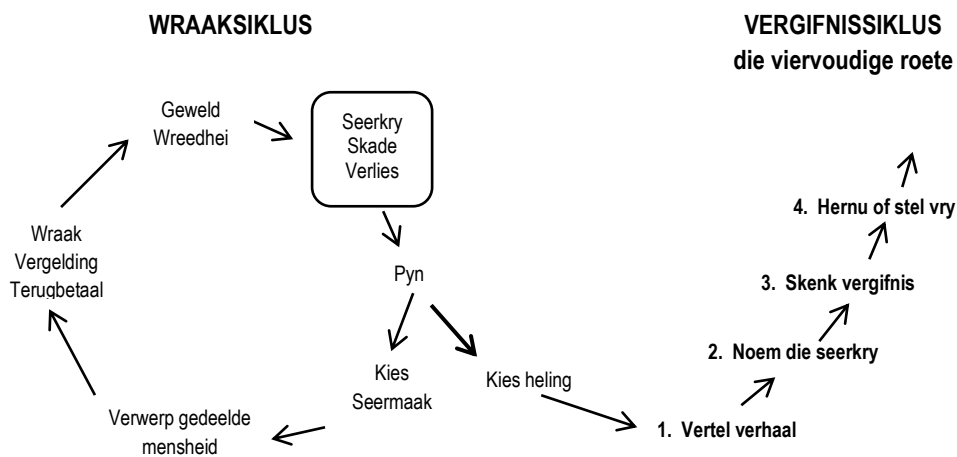 WRAAKSIKLUS
VERGIFNISSIKLUS
die viervoudige roete
Geweld
Wreedhei
Seerkry
Skade
Verlies
Wraak
Vergelding
Terugbetaal
Pyn
Kies
Seermaak
Kies heling
Verwerp gedeelde
mensheid
4. Hernu of stel vry
3. Skenk vergifnis
2. Noem die seerkry
1. Vertel verhaal